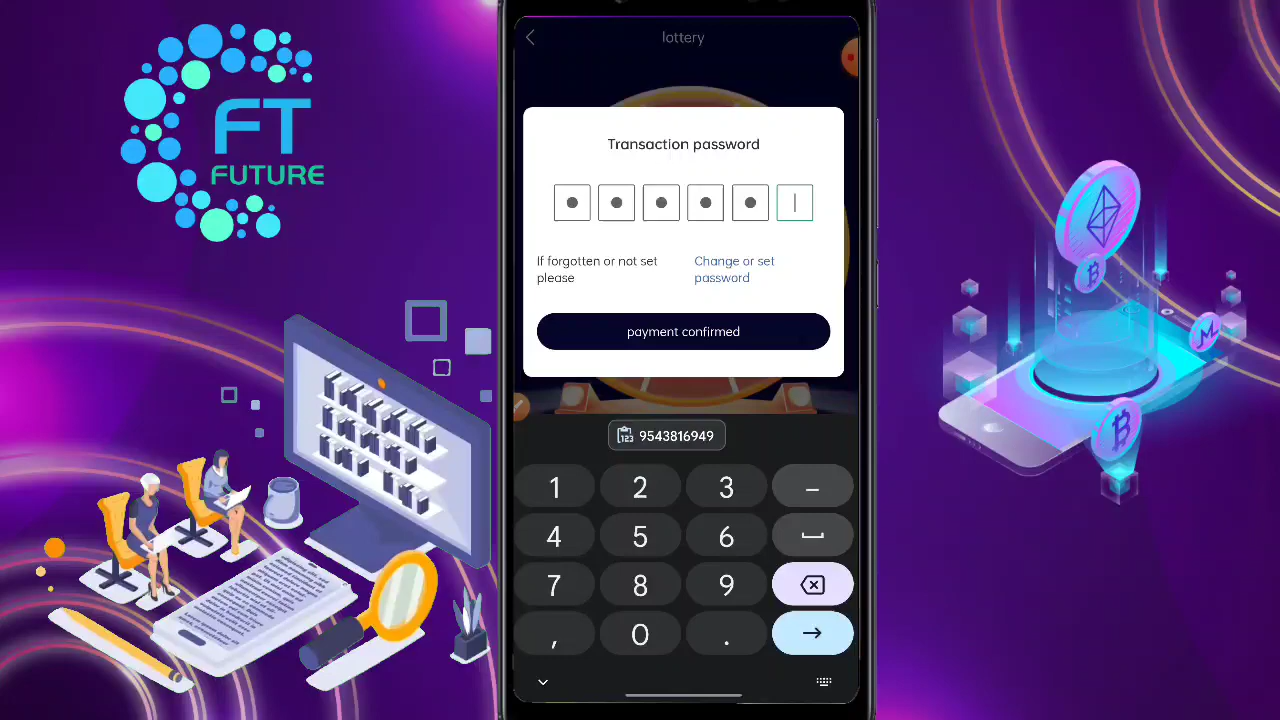 FT
FUTURE
lottery
Transaction password
If forgotten or not set
please
Change or set
password
payment confirmed
9543816949
1 2 3 –
4 5 6
7 8 9
, 0 .